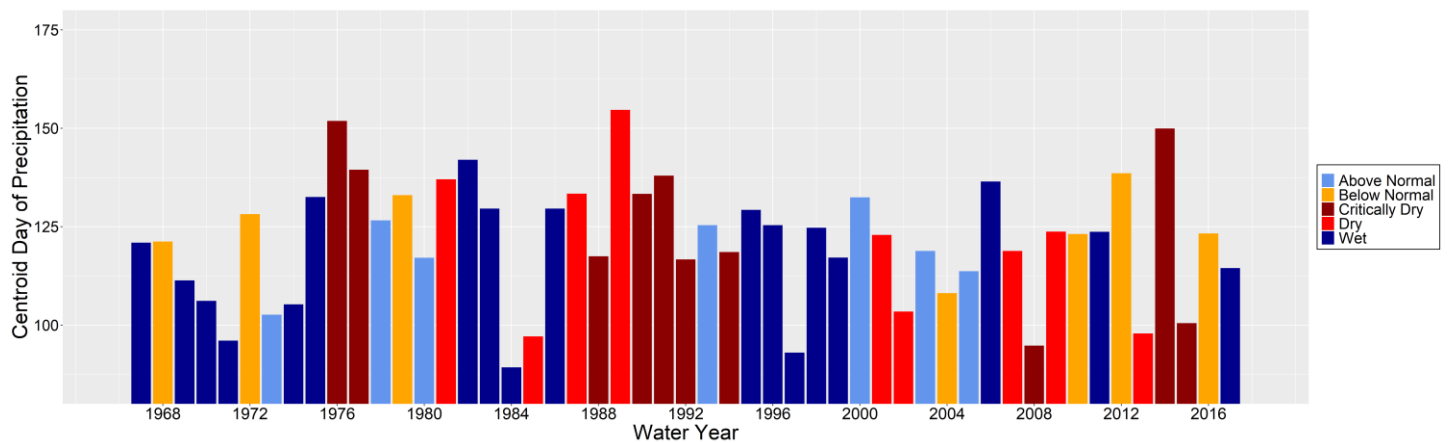 Centroid Day of Precipitation
175
150
125
100
1968 1972 1976 1980 1984 1988 1992 1996 2000 2004 2008 2012 2016
Water Year
Above Normal
Below Normal
Critically Dry
Dry
Wet